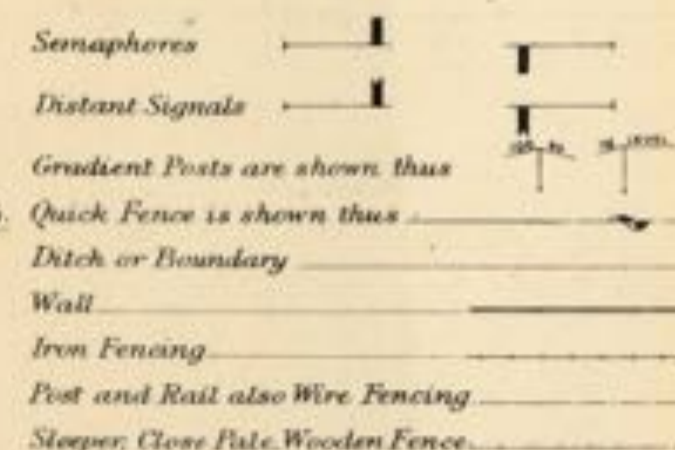 Semaphores
Distant Signals
Gradient Posts are shown thus
Quick Fence is shown thus
Ditch or Boundary
Wall
Iron Fencing
Post and Rail also Wire Fencing
Sleeper, Close Pale, Wooden Fence